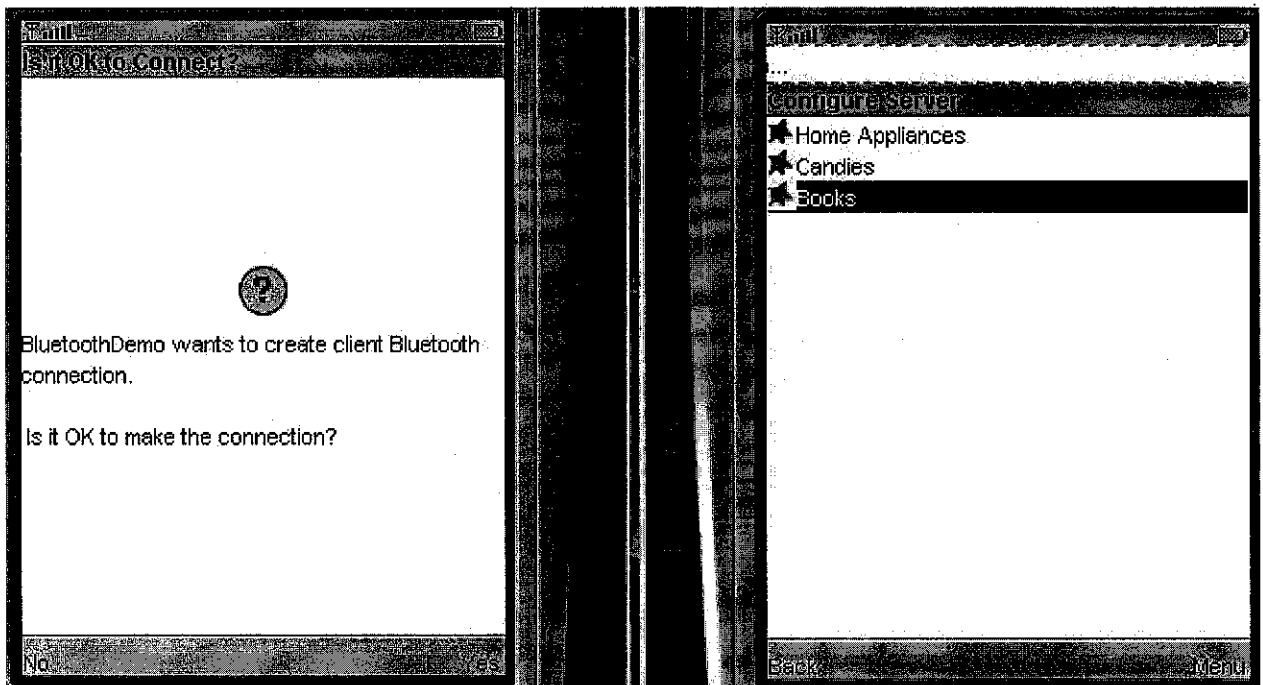 Is it OK to Connect?
BluetoothDemo wants to create client Bluetooth
connection.
Is it OK to make the connection?
No
Yes
...
Configure Server
Home Appliances
Candies
Books
Back
Menu